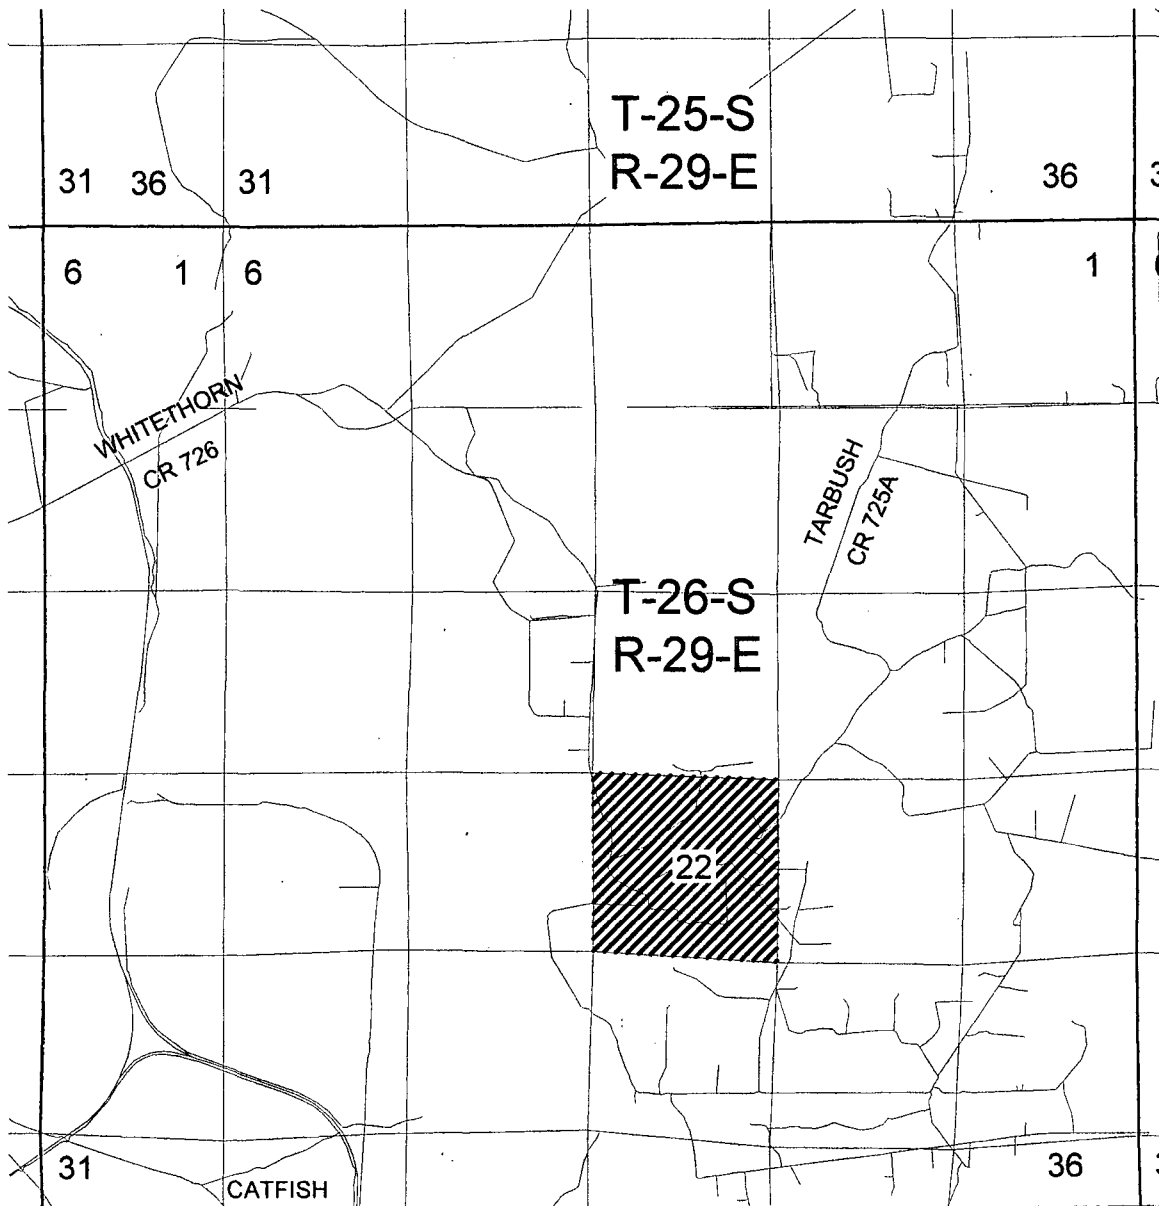 T-25-S
R-29-E
31 36 31 36 3
6 1 6 1
WHITETHORN
CR 726
TARBUSH
CR 725A
T-26-S
R-29-E
22
31 36
CATFISH